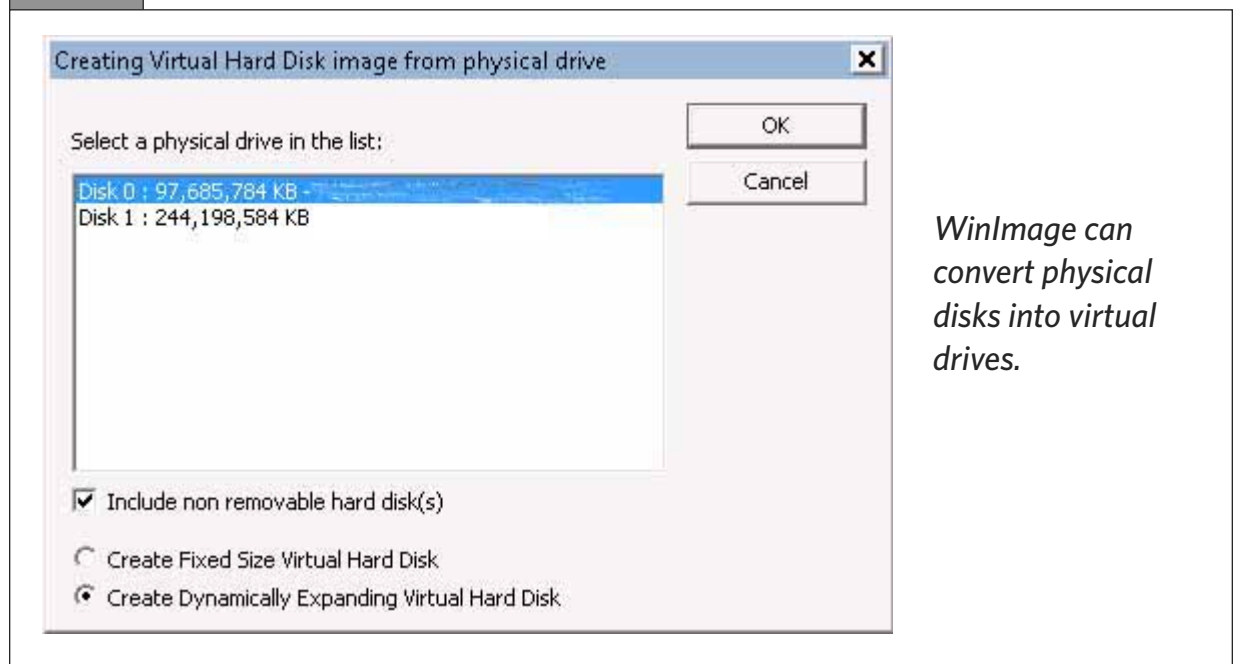 Creating Virtual Hard Disk image from physical drive
OK
Select a physical drive in the list:
Cancel
Disk 0 : 97,685,784 KB -
Disk 1 : 244,198,584 KB
Include non removable hard disk(s)
Create Fixed Size Virtual Hard Disk
Create Dynamically Expanding Virtual Hard Disk
WinImage can
convert physical
disks into virtual
drives.